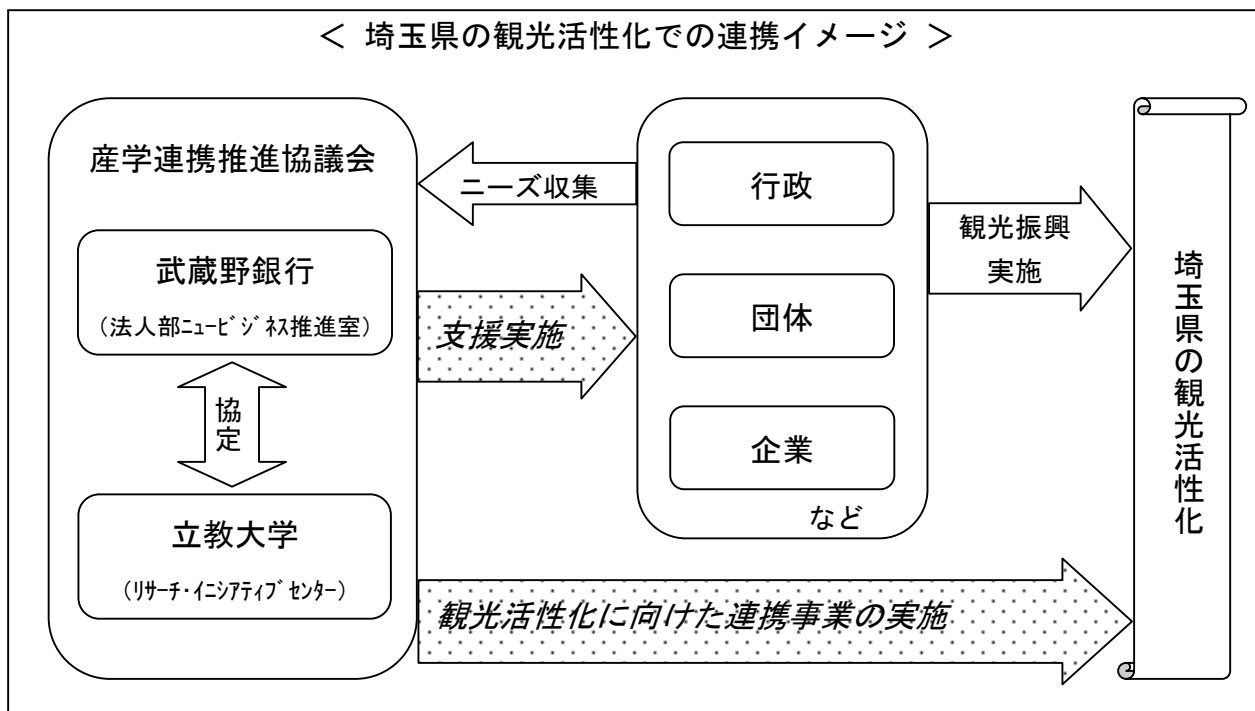 ＜ 埼玉県の観光活性化での連携イメージ ＞
産学連携推進協議会
武蔵野銀行
（法人部ﾆｭｰﾋﾞｼﾞﾈｽ推進室）
協
定
立教大学
（ﾘｻｰﾁ･ｲﾆｼｱﾃｨﾌﾞｾﾝﾀｰ）
ニーズ収集
支援実施
行政
団体
企業
など
観光振興
実施
観光活性化に向けた連携事業の実施
埼玉県の観光活性化